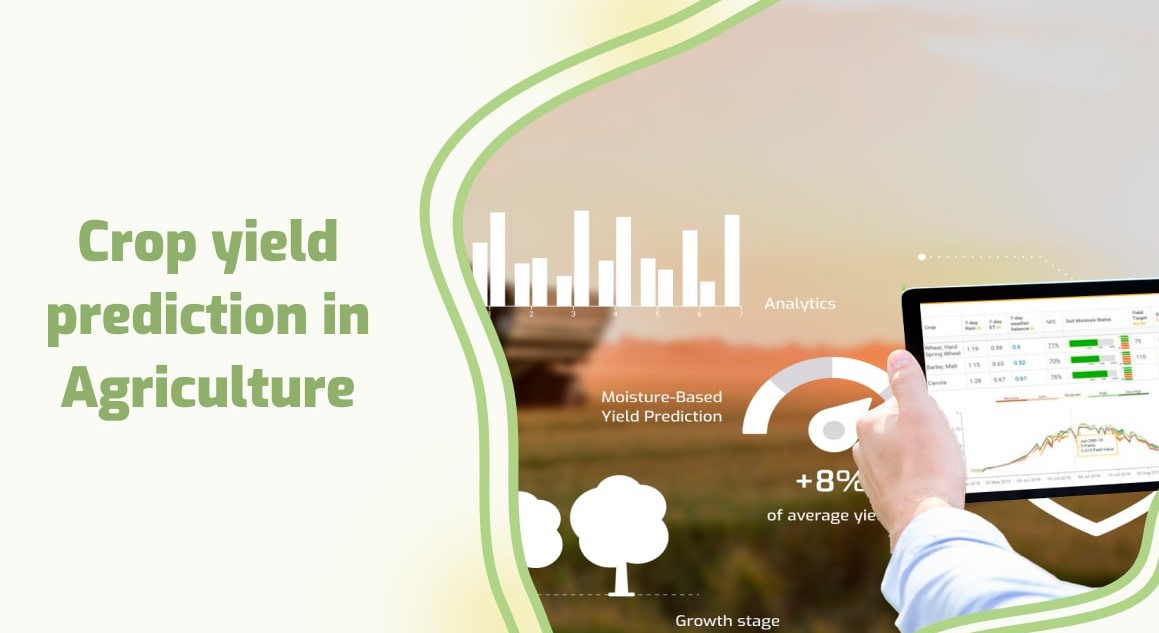 Crop yield
prediction in
Agriculture
2
3
4
5
6
7
Analytics
Moisture-Based
Yield Prediction
+8%
of average yie
Growth stage
Crop
7-day
Rain
7-day
ET
7-day
weather
balance
%FC
Soil Moisture Status
Yield
Target
Wheat, Hard
Spring Wheat
1.19
0.59
0.6
75
Barley, Malt
1.15
0.63
0.52
70%
110
Canola
1.28
0.67
0.61
75%